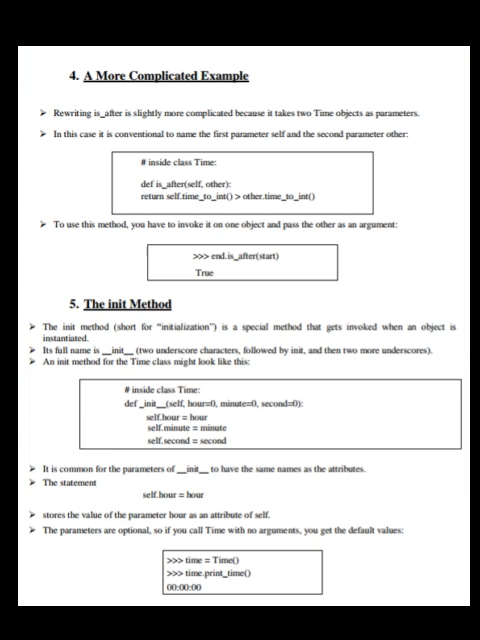 4. A More Complicated Example
➢ Rewriting is_after is slightly more complicated because it takes two Time objects as parameters.
➢ In this case it is conventional to name the first parameter self and the second parameter other:
# inside class Time:
def is_after(self, other):
return self.time_to_int() > other.time_to_int()
➢ To use this method, you have to invoke it on one object and pass the other as an argument:
>>> end.is_after(start)
True
5. The init Method
➢ The init method (short for “initialization”) is a special method that gets invoked when an object is
instantiated.
➢ Its full name is __init__ (two underscore characters, followed by init, and then two more underscores).
➢ An init method for the Time class might look like this:
# inside class Time:
def _init__(self, hour=0, minute=0, second=0):
self.hour = hour
self.minute = minute
self.second = second
➢ It is common for the parameters of __init__ to have the same names as the attributes.
➢ The statement
self.hour = hour
➢ stores the value of the parameter hour as an attribute of self.
➢ The parameters are optional, so if you call Time with no arguments, you get the default values:
>>> time = Time()
>>> time.print_time()
00:00:00